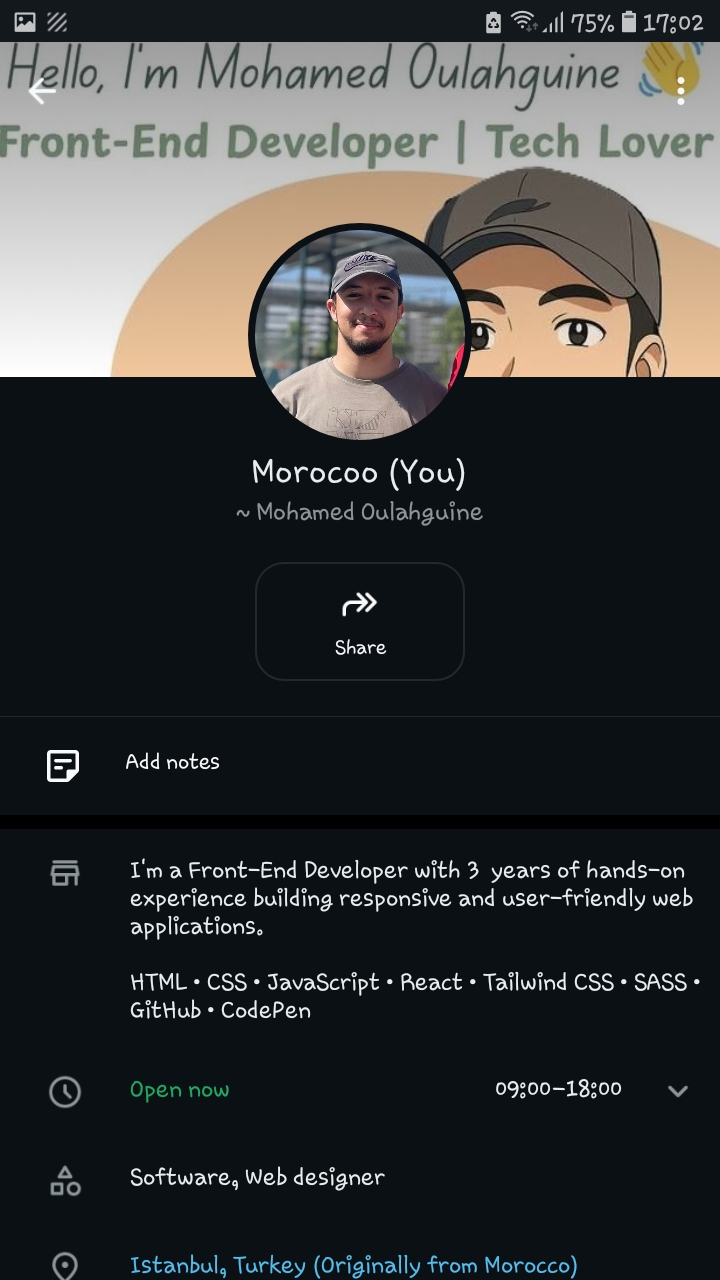 75% 17:02
Hello, I'm Mohamed Oulahguine 👋
Front-End Developer | Tech Lover
Morocoo (You)
~ Mohamed Oulahguine
Share
Add notes
I'm a Front-End Developer with 3 years of hands-on
experience building responsive and user-friendly web
applications.
HTML • CSS • JavaScript • React • Tailwind CSS • SASS •
GitHub • CodePen
Open now 09:00-18:00
Software, Web designer
Istanbul, Turkey (Originally from Morocco)